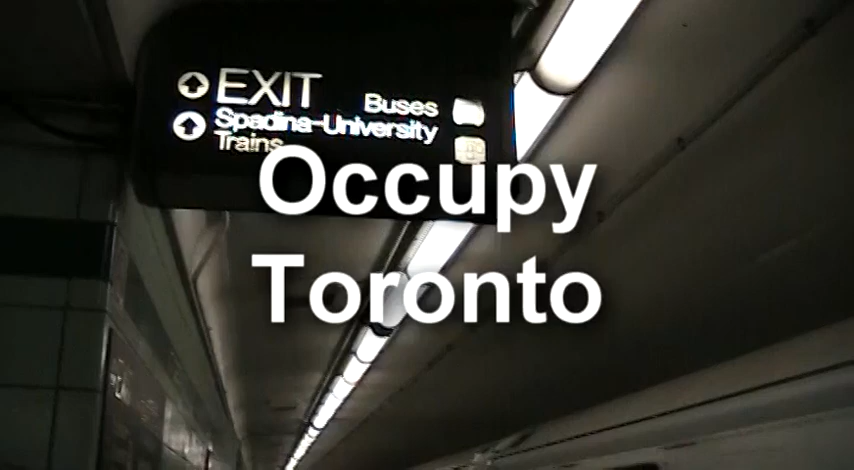 EXIT Buses
Spadina-University
Trains
Occupy
Toronto